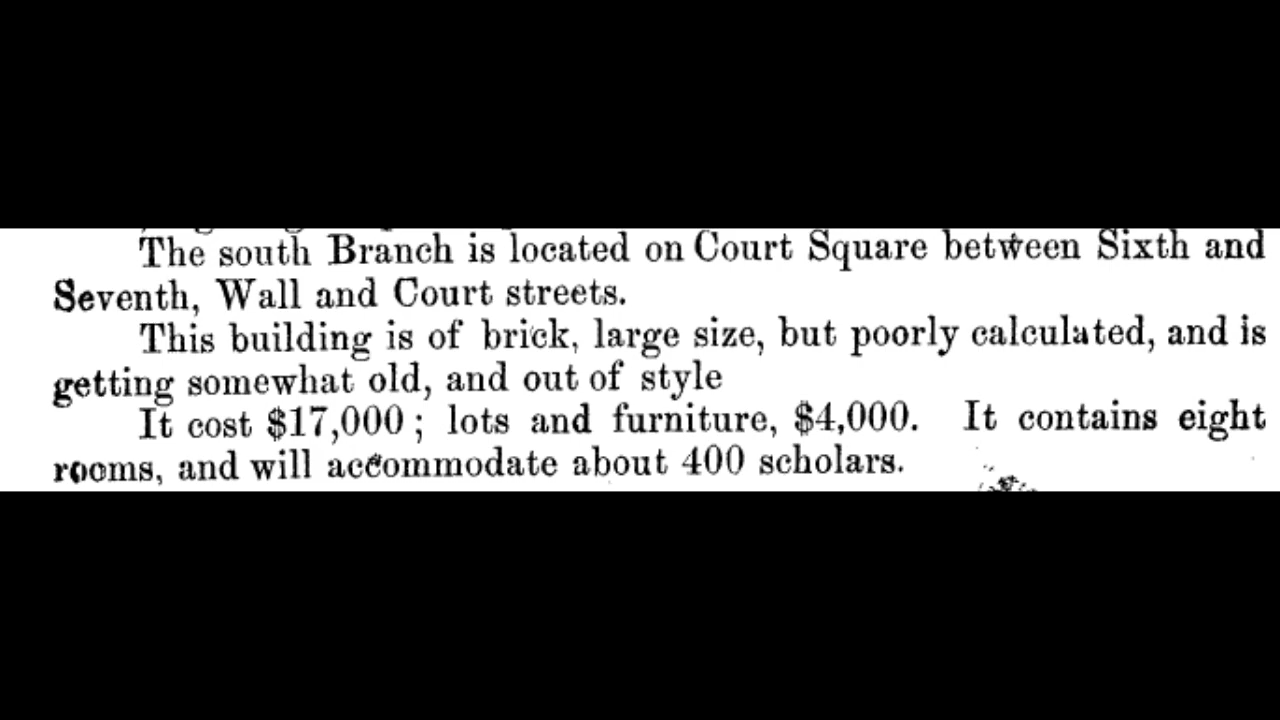 The south Branch is located on Court Square between Sixth and
Seventh, Wall and Court streets.
This building is of brick, large size, but poorly calculated, and is
getting somewhat old, and out of style
It cost $17,000 ; lots and furniture, $4,000. It contains eight
rooms, and will accommodate about 400 scholars.